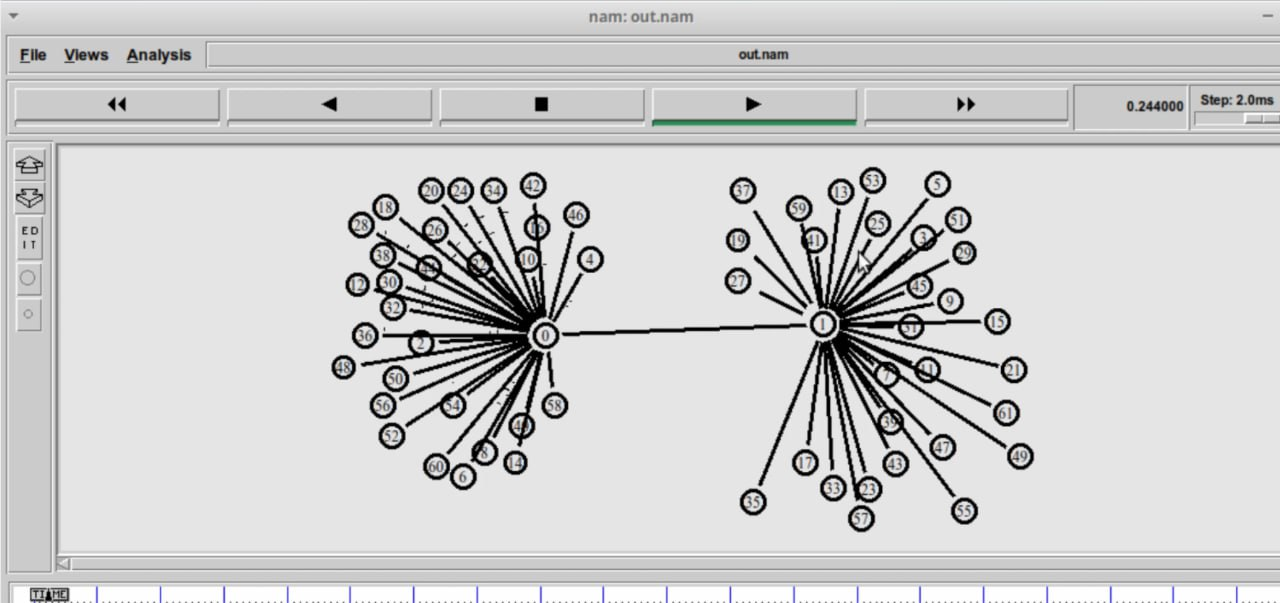 nam: out.nam
File Views Analysis out.nam
0.244000 Step: 2.0ms
ED
IT
20 24 34 42 37 13 53 5
18 46 59
28 26 16 25 51
19 41 3
38 44 22 10 4 29
12 30 27 45
32 9
36 2 0 1 31 15
48 50 7 11 21
56 54 58 61
52 39
60 6 8 14 17 43 47 49
35 33 23 57 55
TIME